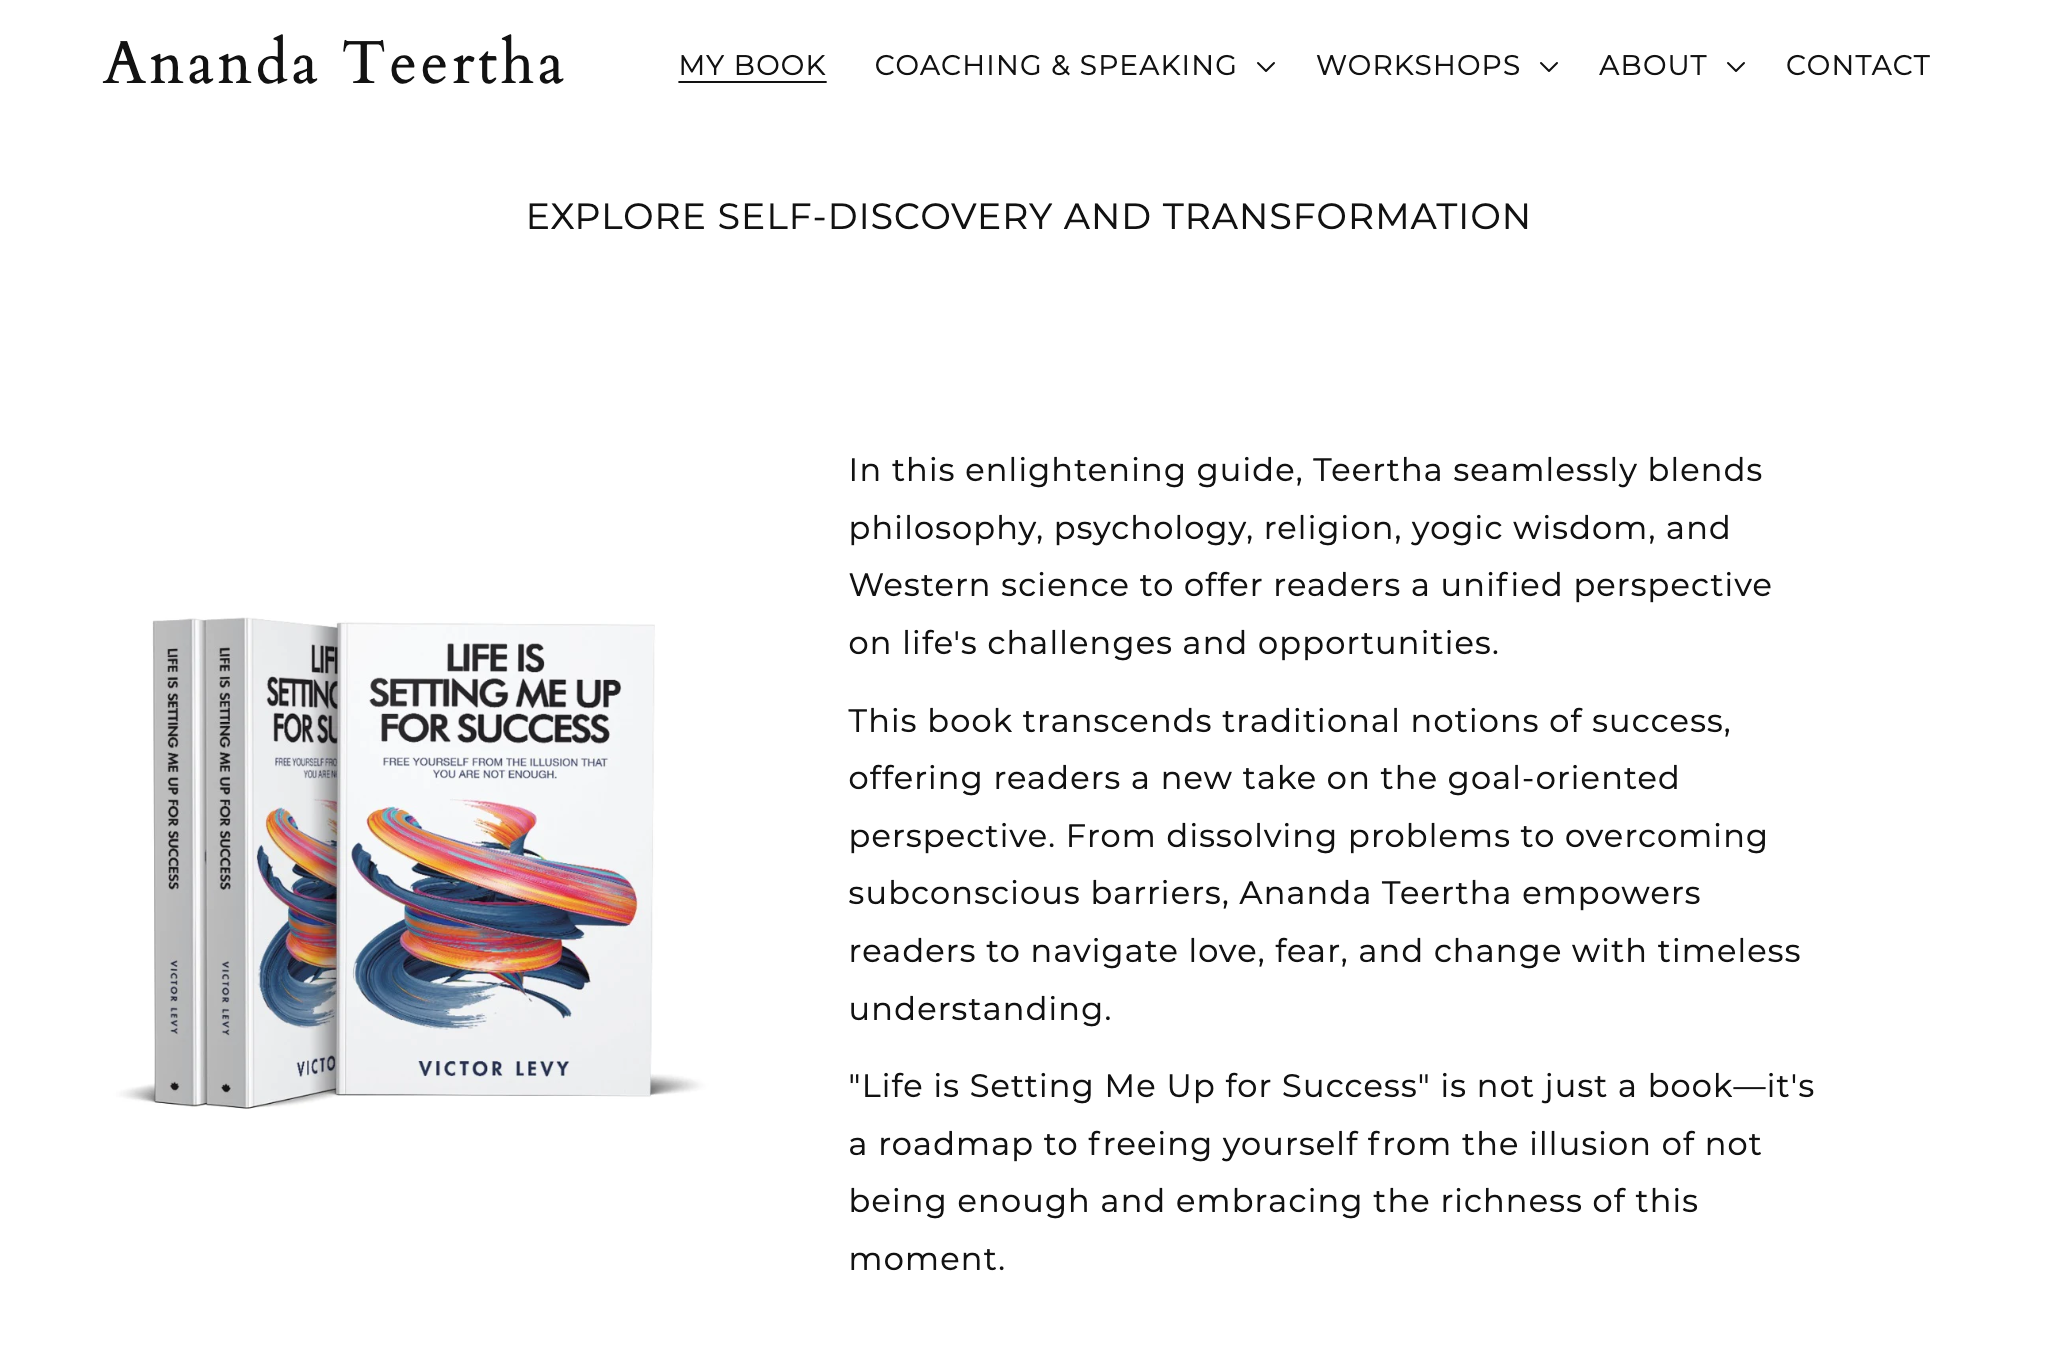 Ananda Teertha
MY BOOK
COACHING & SPEAKING
WORKSHOPS
ABOUT
CONTACT
EXPLORE SELF-DISCOVERY AND TRANSFORMATION
LIFE IS SETTING ME UP FOR SUCCESS
VICTOR LEVY
LIFE IS SETTING ME UP FOR SUCCESS
VICTOR LEVY
LIF
SETTING
FOR SU
FREE YOURSELF FRO
YOU ARE N
VICTO
LIFE IS
SETTING ME UP
FOR SUCCESS
FREE YOURSELF FROM THE ILLUSION THAT
YOU ARE NOT ENOUGH.
VICTOR LEVY
In this enlightening guide, Teertha seamlessly blends
philosophy, psychology, religion, yogic wisdom, and
Western science to offer readers a unified perspective
on life's challenges and opportunities.
This book transcends traditional notions of success,
offering readers a new take on the goal-oriented
perspective. From dissolving problems to overcoming
subconscious barriers, Ananda Teertha empowers
readers to navigate love, fear, and change with timeless
understanding.
"Life is Setting Me Up for Success" is not just a book—it's
a roadmap to freeing yourself from the illusion of not
being enough and embracing the richness of this
moment.